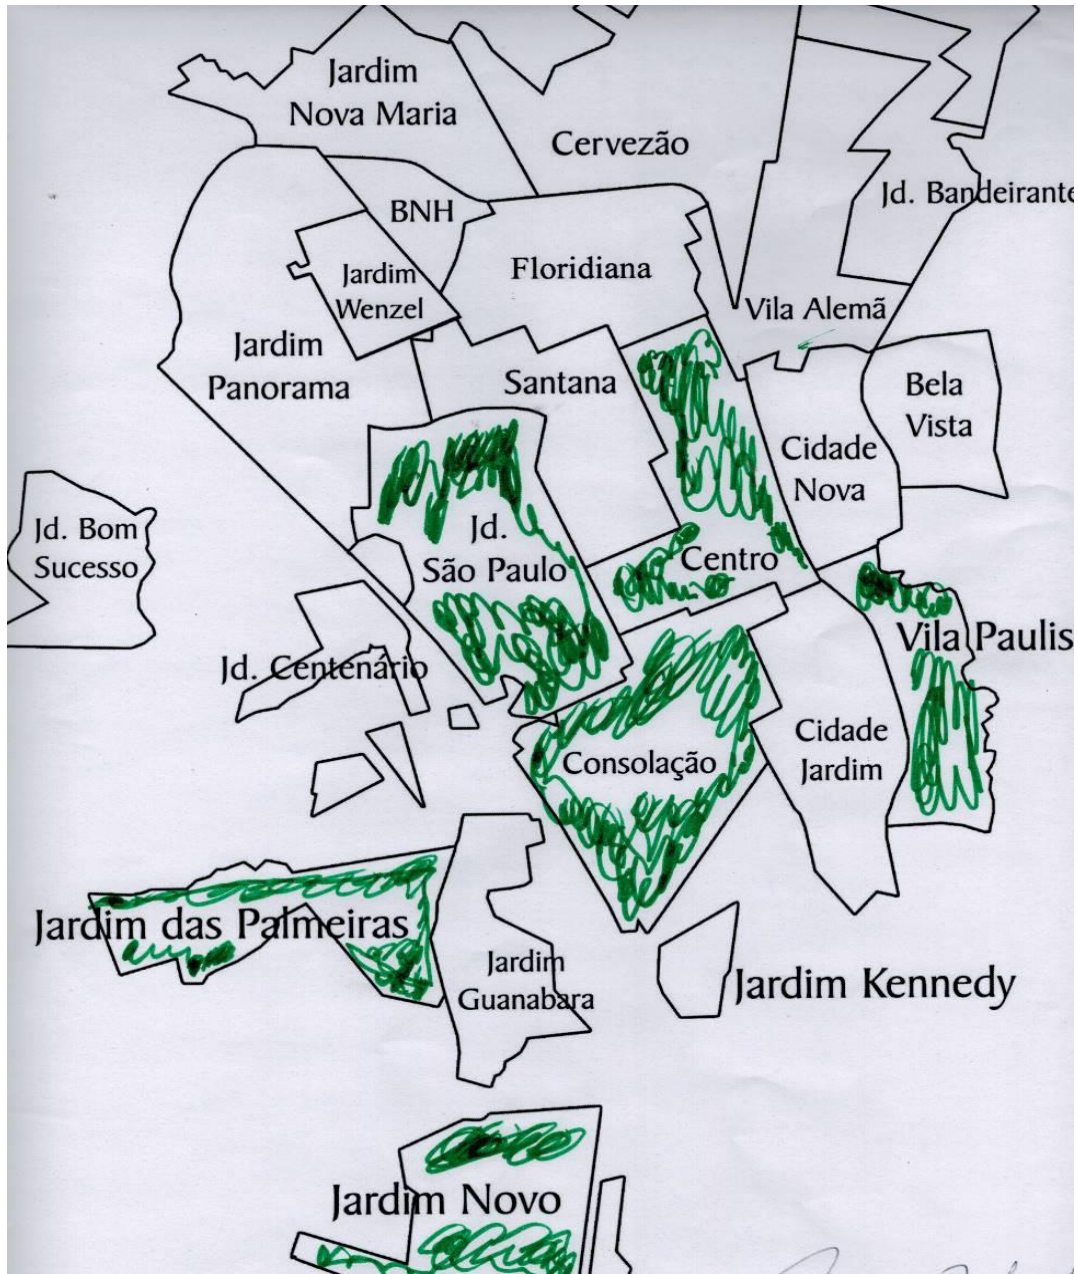 Jardim
Nova Maria
Cervezão
Jd. Bandeirante
BNH
Floridiana
Jardim
Wenzel
Vila Alemã
Jardim
Panorama
Santana
Bela
Vista
Cidade
Nova
Jd. Bom
Sucesso
Jd.
São Paulo
Centro
Vila Paulis
Jd. Centenário
Consolação
Cidade
Jardim
Jardim das Palmeiras
Jardim
Guanabara
Jardim Kennedy
Jardim Novo